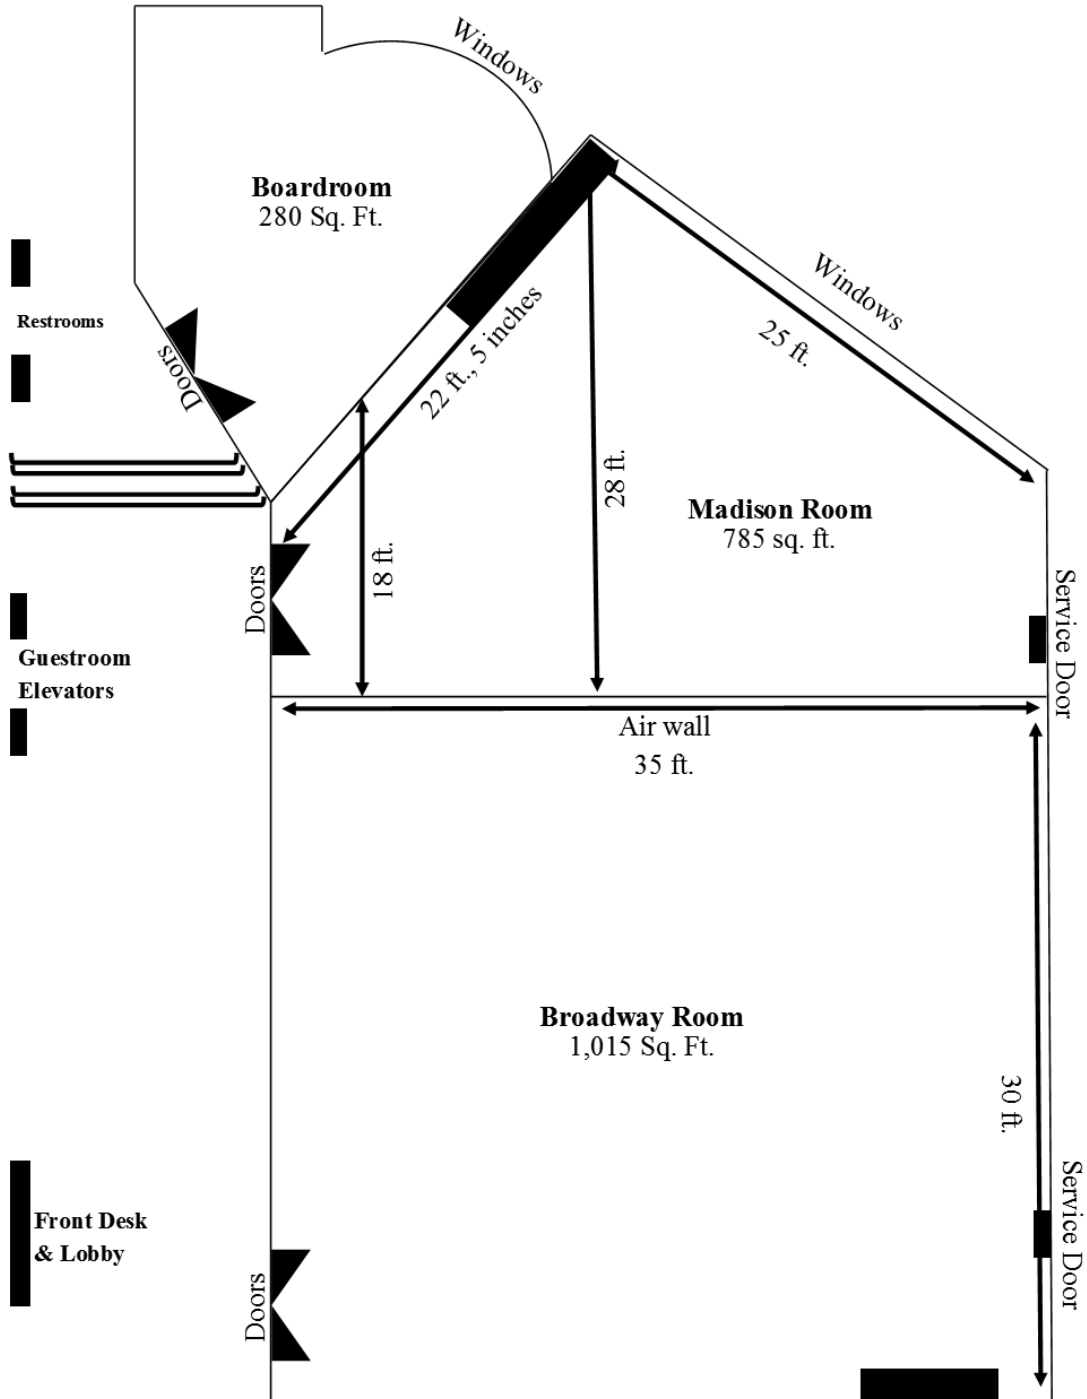 Windows
Boardroom
280 Sq. Ft.
Restrooms
Doors
Windows
25 ft.
22 ft., 5 inches
28 ft.
18 ft.
Madison Room
785 sq. ft.
Doors
Service Door
Guestroom
Elevators
Air wall
35 ft.
Broadway Room
1,015 Sq. Ft.
30 ft.
Front Desk
& Lobby
Doors
Service Door